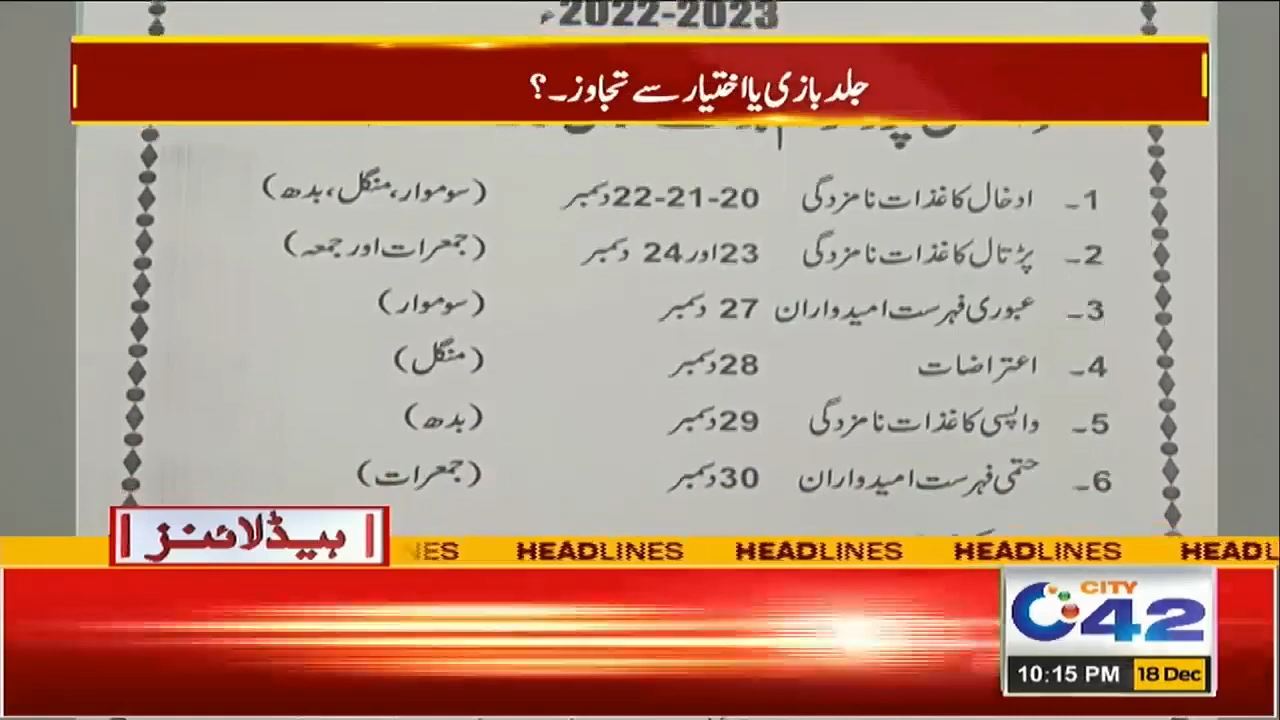 2022-2023ء
جلد بازی یا اختیار سے تجاوز۔؟
1۔ ادخال کاغذات نامزدگی 20-21-22 دسمبر (سوموار، منگل، بدھ)
2۔ پڑتال کاغذات نامزدگی 23 اور 24 دسمبر (جمعرات اور جمعہ)
3۔ عبوری فہرست امیدواران 27 دسمبر (سوموار)
4۔ اعتراضات 28 دسمبر (منگل)
5۔ واپسی کاغذات نامزدگی 29 دسمبر (بدھ)
6۔ حتمی فہرست امیدواران 30 دسمبر (جمعرات)
ہیڈلائنز
NES HEADLINES HEADLINES HEADLINES HEADL
CITY
42
10:15 PM 18 Dec